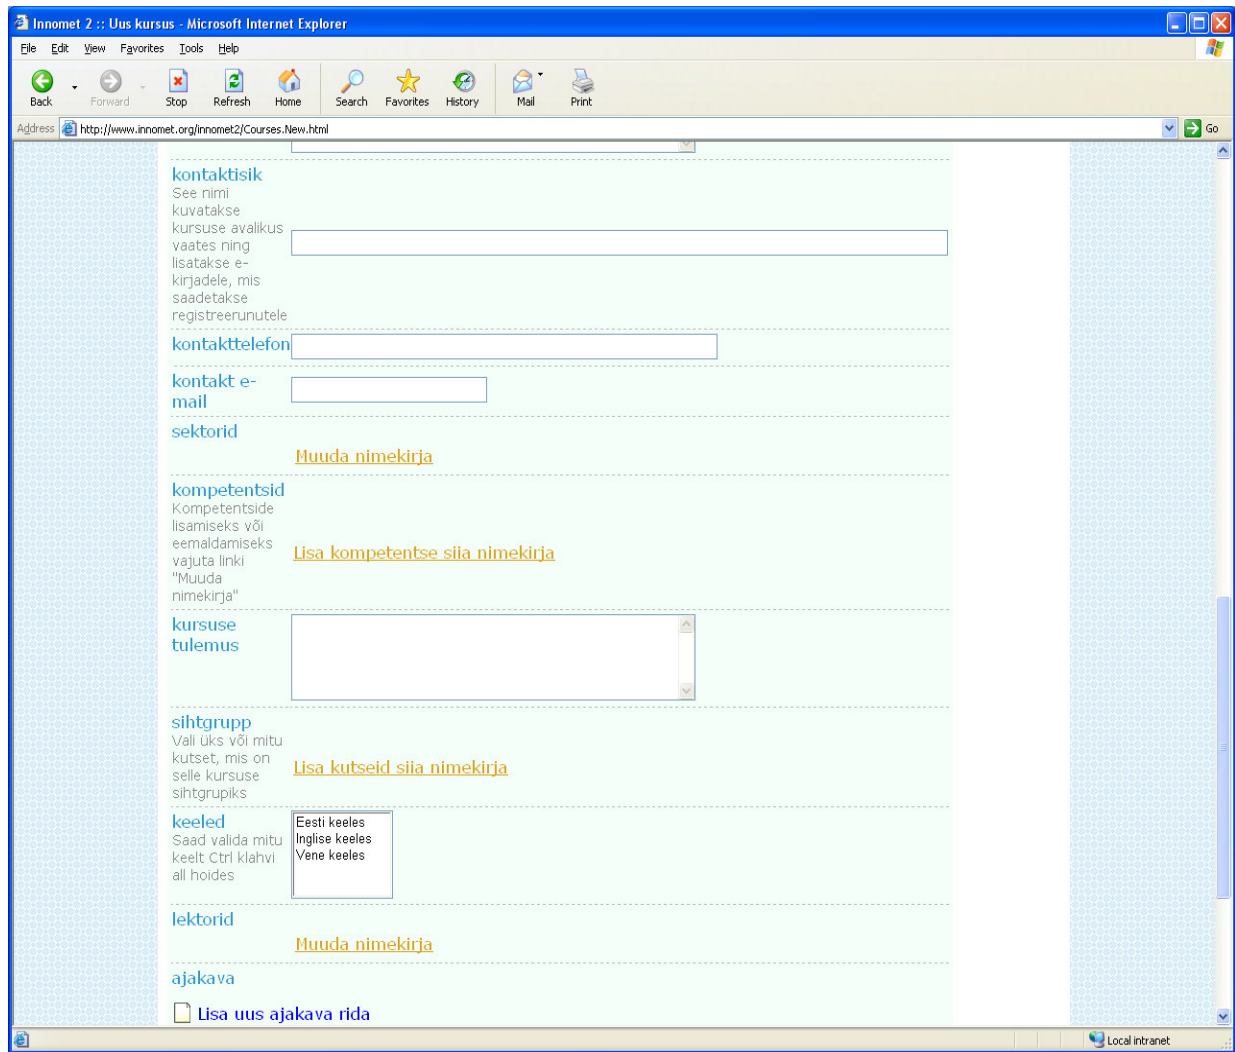 Innomet 2 :: Uus kursus - Microsoft Internet Explorer
File Edit View Favorites Tools Help
Back Forward Stop Refresh Home Search Favorites History Mail Print
Address http://www.innomet.org/innomet2/Courses.New.html Go
kontaktisik
See nimi
kuvatakse
kursuse avalikus
vaates ning
lisatakse e-
kirjadele, mis
saadetakse
registreerunutele
kontakttelefon
kontakt e-
mail
sektorid
Muuda nimekirja
kompetentsid
Kompetentside
lisamiseks või
eemaldamiseks
vajuta linki
"Muuda
nimekirja"
Lisa kompetentse siia nimekirja
kursuse
tulemus
sihtgrupp
Vali üks või mitu
kutset, mis on
selle kursuse
sihtgrupiks
Lisa kutseid siia nimekirja
keeled
Saad valida mitu
keelt Ctrl klahvi
all hoides
Eesti keeles
Inglise keeles
Vene keeles
lektorid
Muuda nimekirja
ajakava
Lisa uus ajakava rida
Local intranet